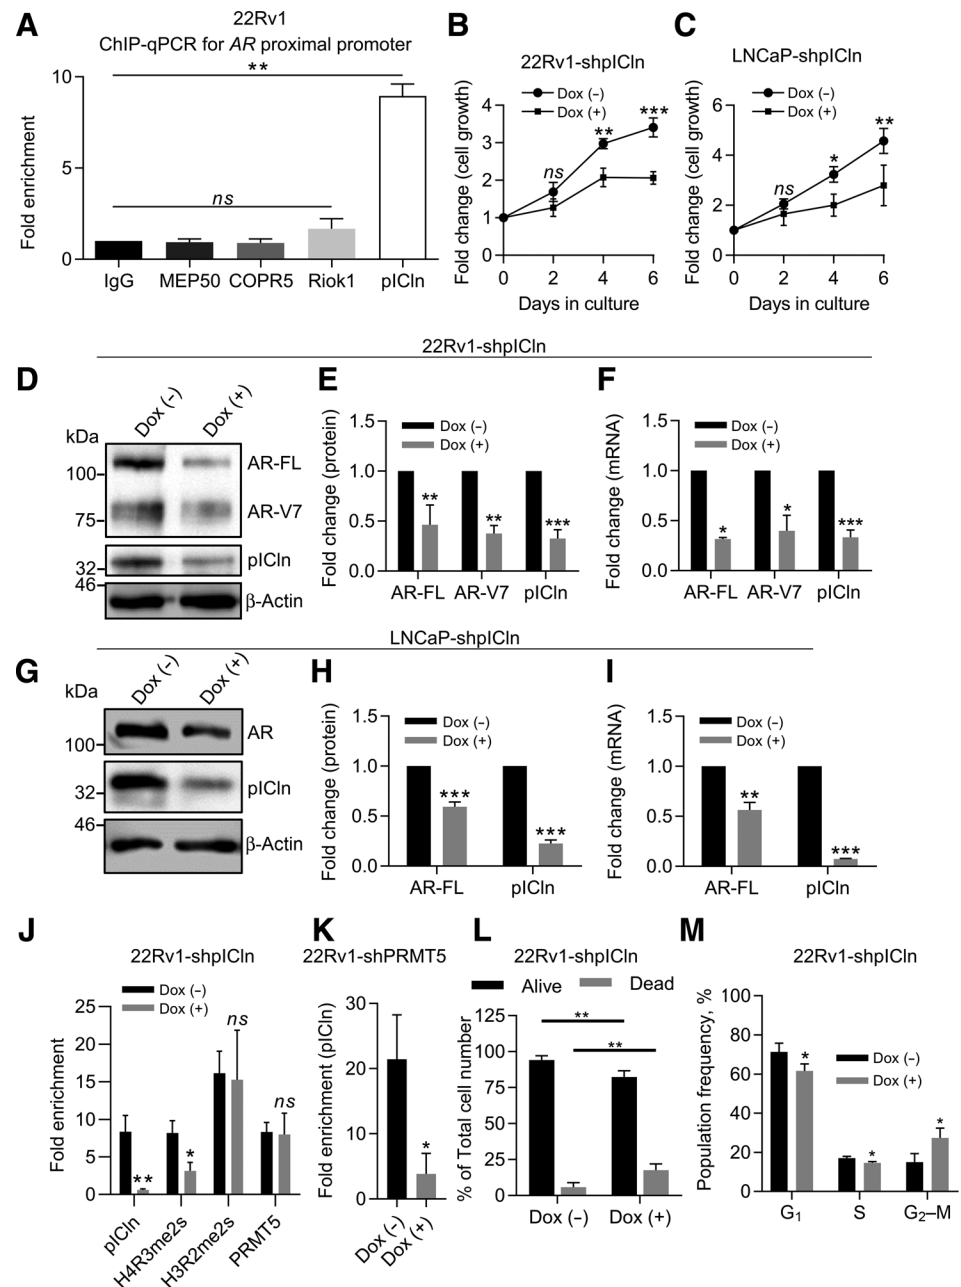 A
22Rv1
ChIP-qPCR for AR proximal promoter
Fold enrichment
10
5
0
**
ns
IgG
MEP50
COPR5
Riok1
pICln
B
22Rv1-shpICln
Dox (–)
Dox (+)
Fold change (cell growth)
4
3
2
1
0
ns
**
***
0
2
4
6
Days in culture
C
LNCaP-shpICln
Dox (–)
Dox (+)
Fold change (cell growth)
6
4
2
0
ns
*
**
0
2
4
6
Days in culture
22Rv1-shpICln
D
Dox (-)
Dox (+)
kDa
100
75
32
46
AR-FL
AR-V7
pICln
β-Actin
E
Fold change (protein)
1.5
1.0
0.5
0.0
Dox (–)
Dox (+)
**
**
***
AR-FL
AR-V7
pICln
F
Fold change (mRNA)
1.5
1.0
0.5
0.0
Dox (–)
Dox (+)
*
*
***
AR-FL
AR-V7
pICln
LNCaP-shpICln
G
Dox (-)
Dox (+)
kDa
100
32
46
AR
pICln
β-Actin
H
Fold change (protein)
1.5
1.0
0.5
0.0
Dox (–)
Dox (+)
***
***
AR-FL
pICln
I
Fold change (mRNA)
1.5
1.0
0.5
0.0
Dox (–)
Dox (+)
**
***
AR-FL
pICln
J
22Rv1-shpICln
Dox (–)
Dox (+)
Fold enrichment
25
20
15
10
5
0
**
*
ns
ns
pICln
H4R3me2s
H3R2me2s
PRMT5
K
22Rv1-shPRMT5
Fold enrichment (pICln)
30
20
10
0
*
Dox (–)
Dox (+)
L
22Rv1-shpICln
Alive
Dead
% of Total cell number
125
100
75
50
25
0
**
**
Dox (–)
Dox (+)
M
22Rv1-shpICln
Population frequency, %
100
80
60
40
20
0
Dox (–)
Dox (+)
*
*
*
G1
S
G2–M